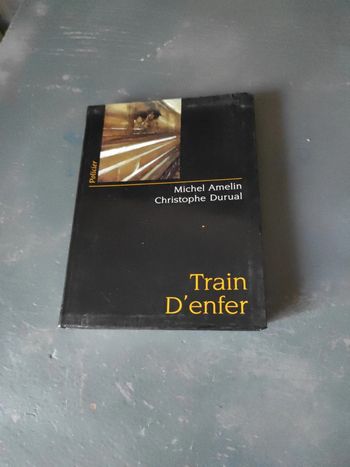 Policier
Michel Amelin
Christophe Durual
Train
D'enfer